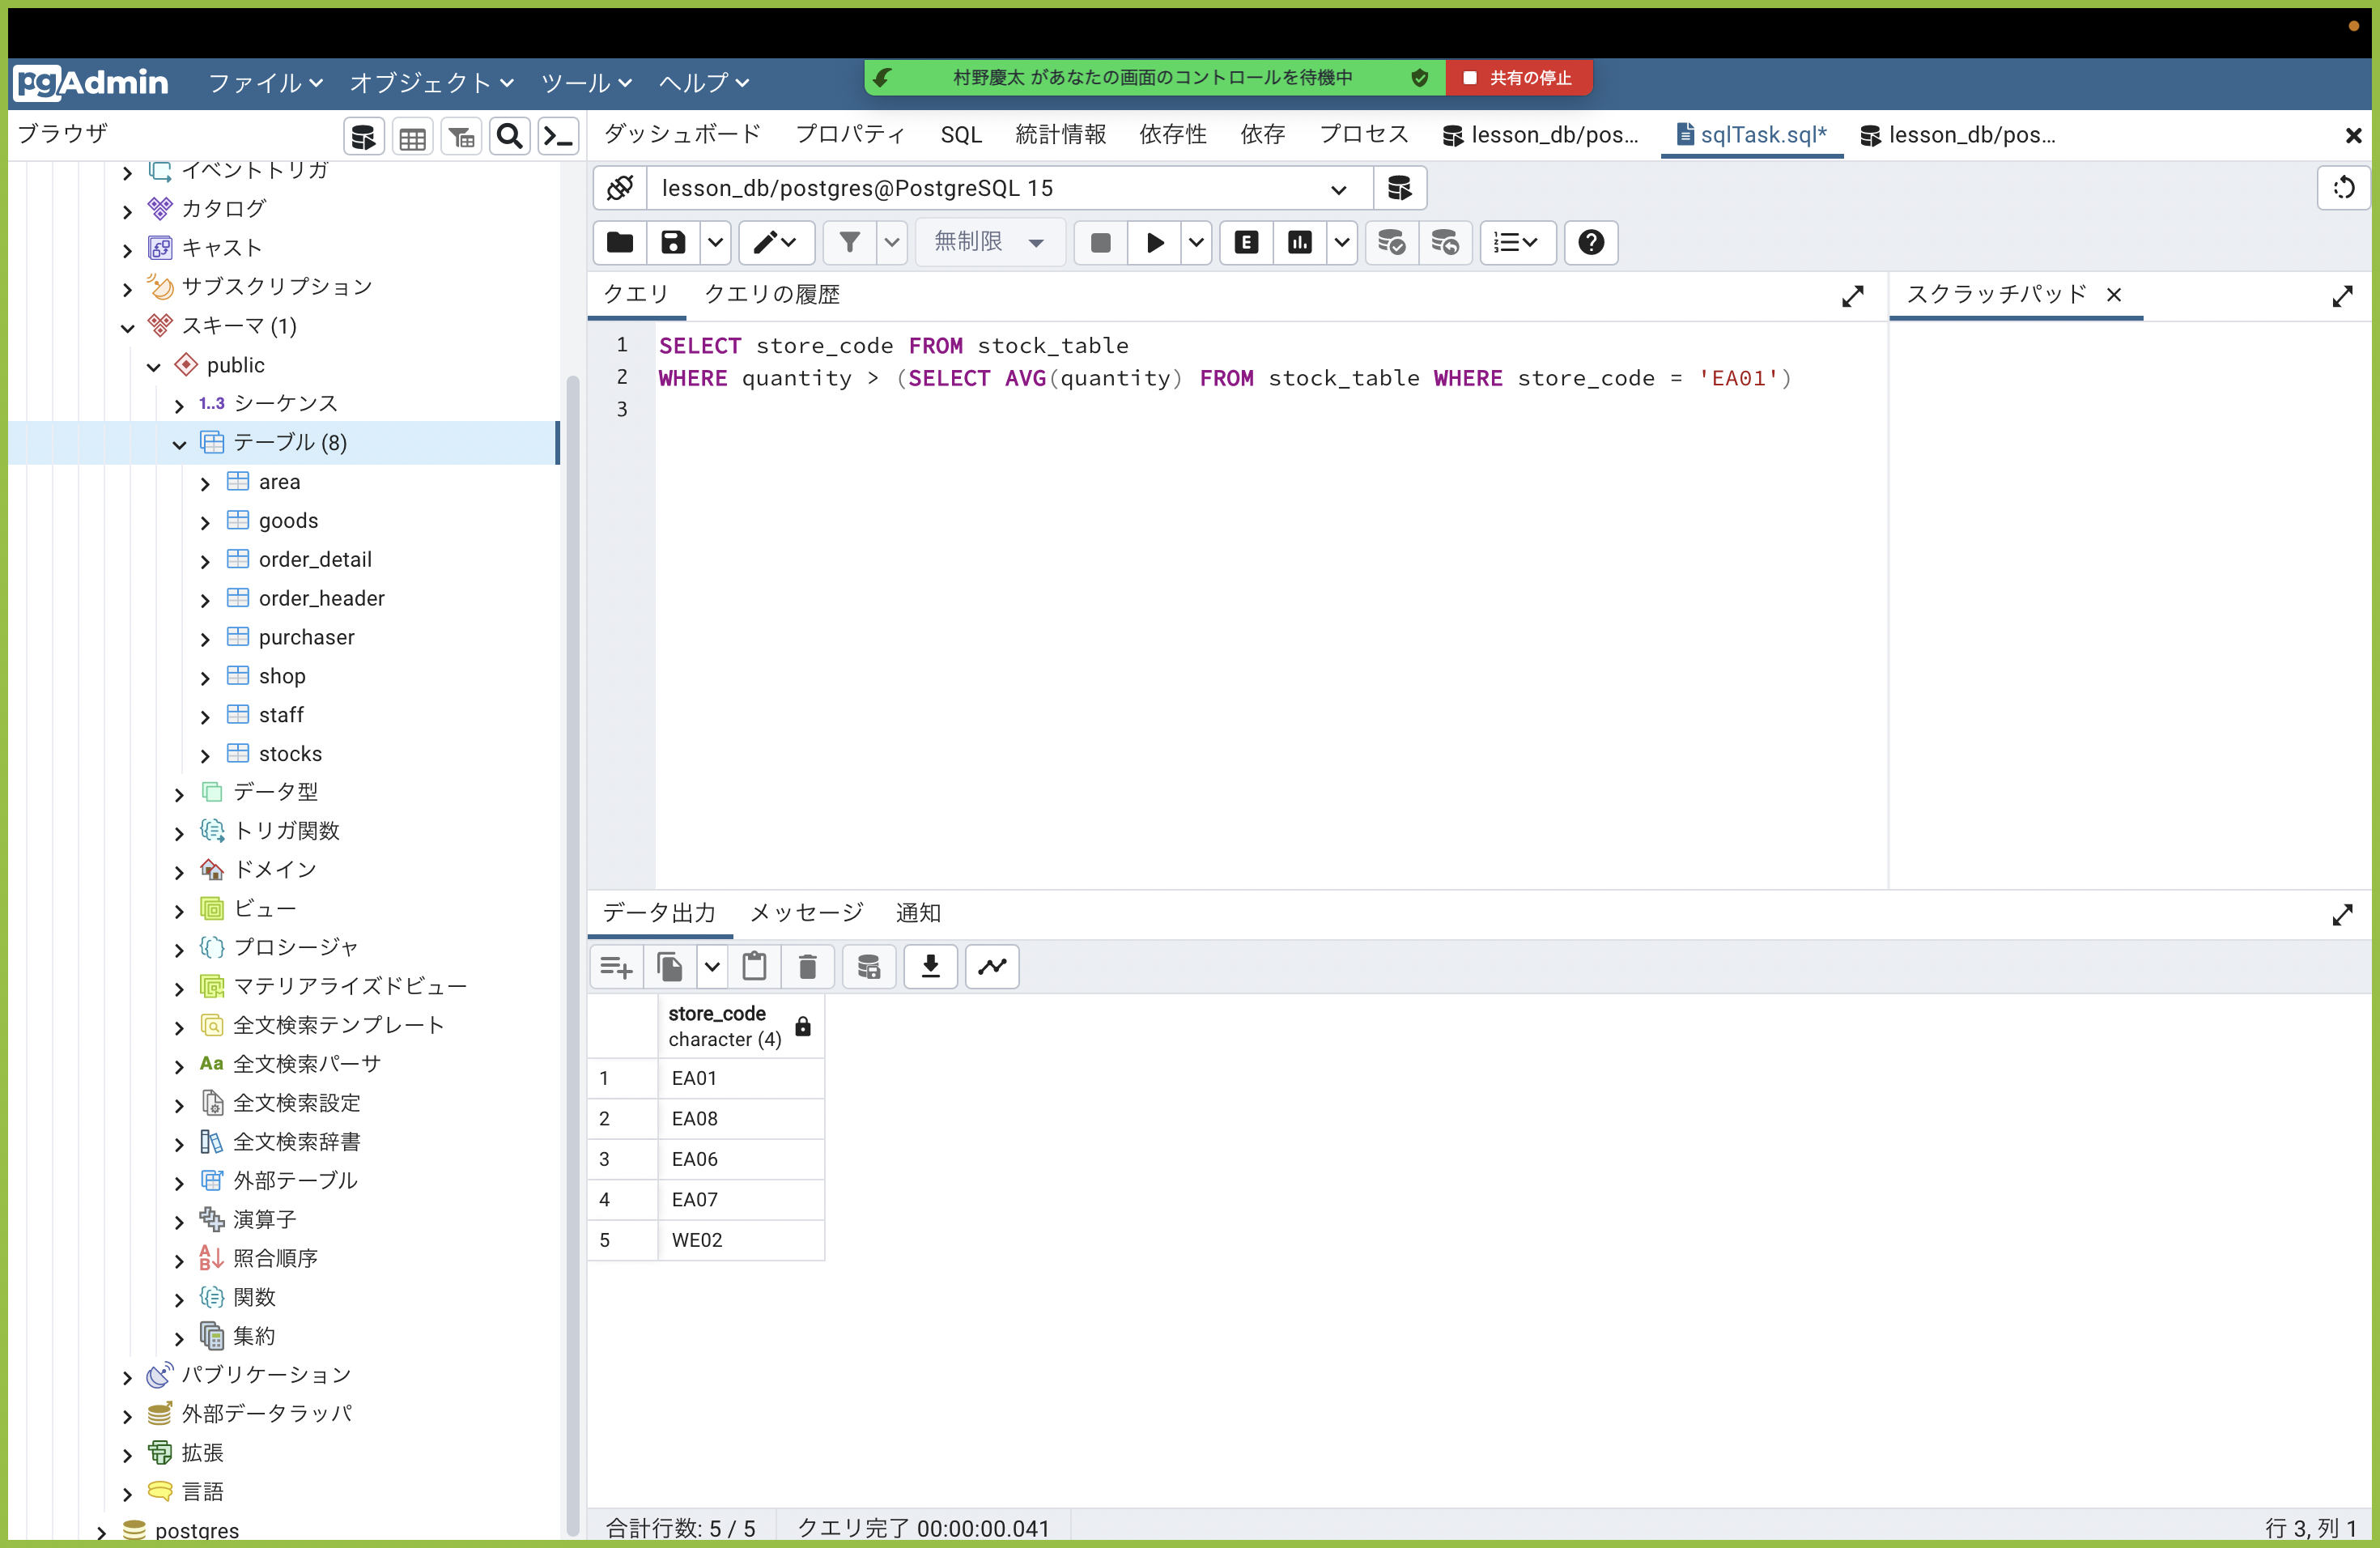 pgAdmin ファイル オブジェクト ツール ヘルプ
村野慶太 があなたの画面のコントロールを待機中 共有の停止
ブラウザ
ダッシュボード プロパティ SQL 統計情報 依存性 依存 プロセス lesson_db/pos... sqlTask.sql* lesson_db/pos...
イベントトリガ
カタログ
キャスト
サブスクリプション
スキーマ (1)
public
1..3 シーケンス
テーブル (8)
area
goods
order_detail
order_header
purchaser
shop
staff
stocks
データ型
トリガ関数
ドメイン
ビュー
プロシージャ
マテリアライズドビュー
全文検索テンプレート
Aa 全文検索パーサ
全文検索設定
全文検索辞書
外部テーブル
演算子
照合順序
関数
集約
パブリケーション
外部データラッパ
拡張
言語
postgres
lesson_db/postgres@PostgreSQL 15
無制限
E
クエリ クエリの履歴
スクラッチパッド
1 SELECT store_code FROM stock_table
2 WHERE quantity > (SELECT AVG(quantity) FROM stock_table WHERE store_code = 'EA01')
3
データ出力 メッセージ 通知
store_code
character (4)
1 EA01
2 EA08
3 EA06
4 EA07
5 WE02
合計行数: 5 / 5 クエリ完了 00:00:00.041
行 3, 列 1